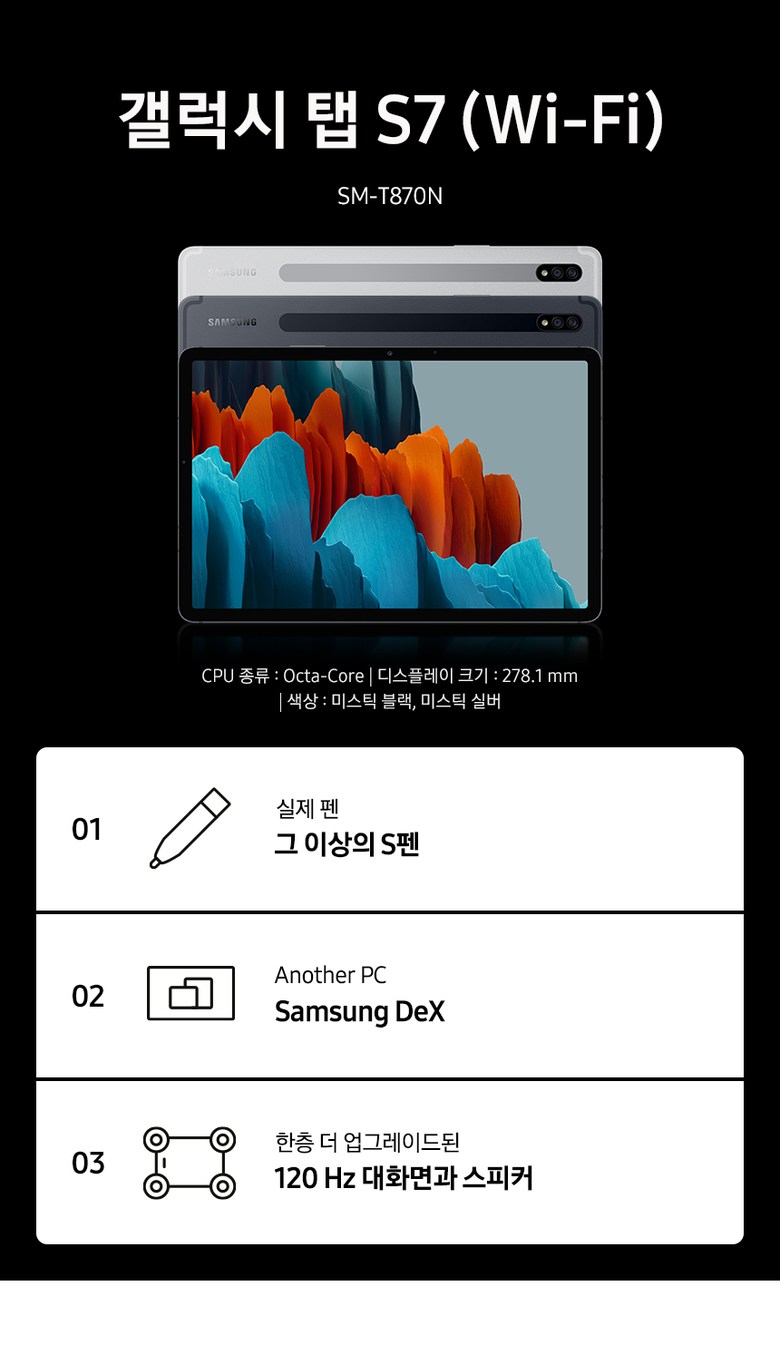 갤럭시 탭 S7 (Wi-Fi)
SM-T870N
SAMSUNG
SAMSUNG
CPU 종류 : Octa-Core | 디스플레이 크기 : 278.1 mm
| 색상 : 미스틱 블랙, 미스틱 실버
01
실제 펜
그 이상의 S펜
02
Another PC
Samsung DeX
03
한층 더 업그레이드된
120 Hz 대화면과 스피커